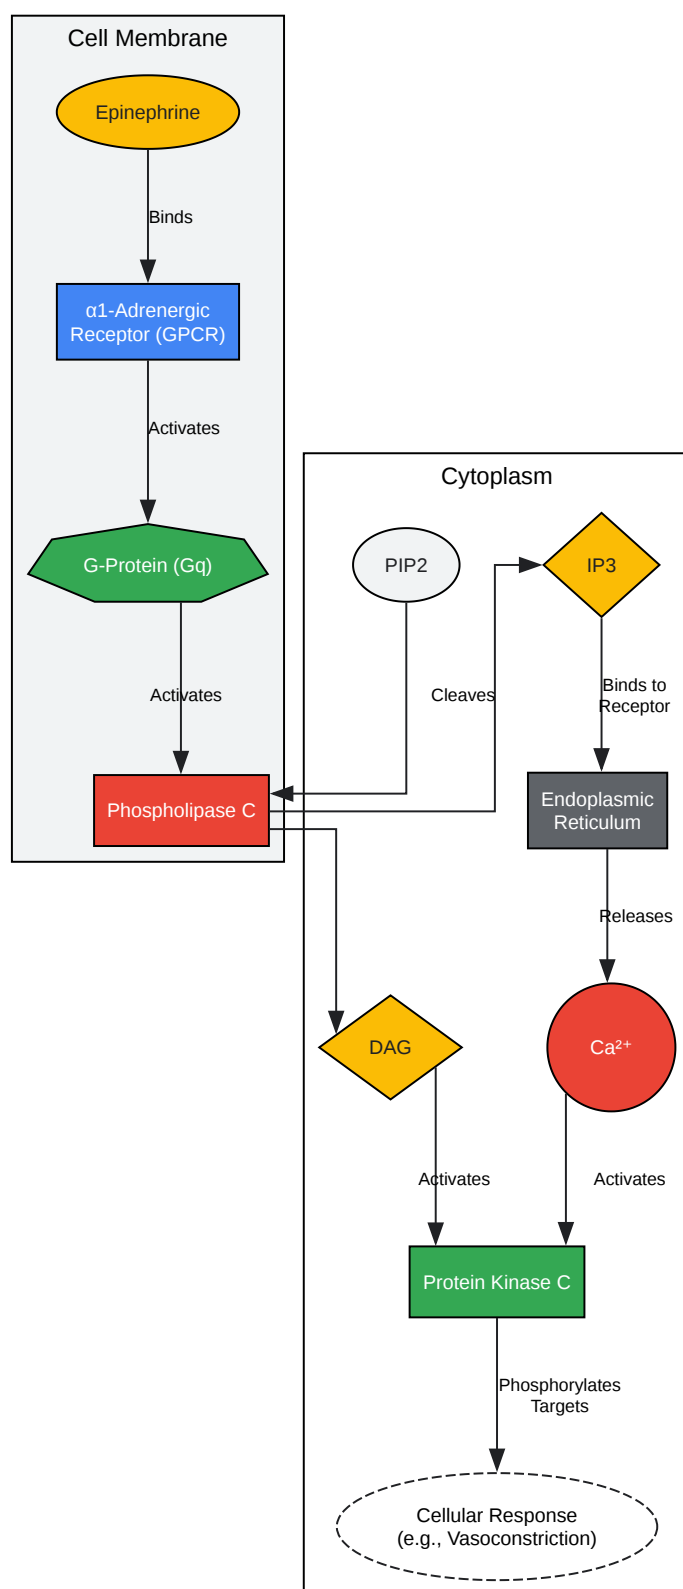 Cell Membrane
Epinephrine
Binds
α1-Adrenergic
Receptor (GPCR)
Activates
G-Protein (Gq)
Activates
Phospholipase C
Cytoplasm
PIP2
IP3
Cleaves
Binds to
Receptor
Endoplasmic
Reticulum
Releases
DAG
Ca²⁺
Activates
Activates
Protein Kinase C
Phosphorylates
Targets
Cellular Response
(e.g., Vasoconstriction)